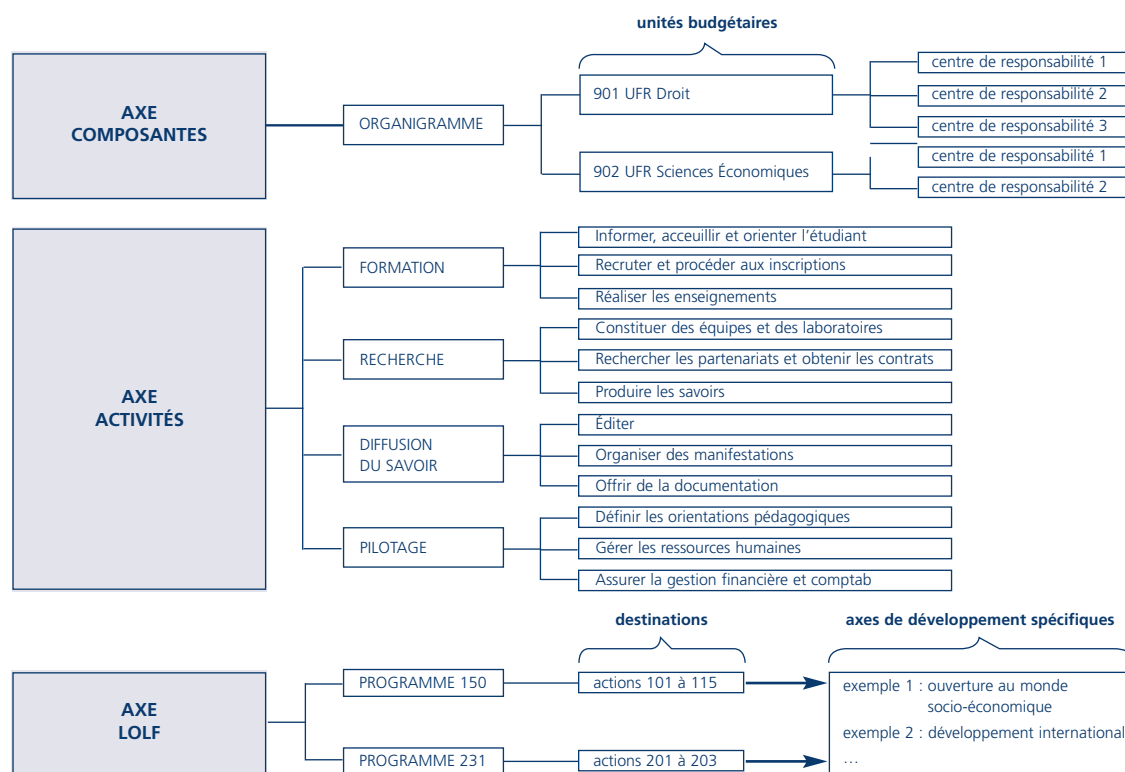 unités budgétaires
AXE
COMPOSANTES
ORGANIGRAMME
901 UFR Droit
centre de responsabilité 1
centre de responsabilité 2
centre de responsabilité 3
902 UFR Sciences Économiques
centre de responsabilité 1
centre de responsabilité 2
AXE
ACTIVITÉS
FORMATION
Informer, acceuillir et orienter l'étudiant
Recruter et procéder aux inscriptions
Réaliser les enseignements
RECHERCHE
Constituer des équipes et des laboratoires
Rechercher les partenariats et obtenir les contrats
Produire les savoirs
DIFFUSION
DU SAVOIR
Éditer
Organiser des manifestations
Offrir de la documentation
PILOTAGE
Définir les orientations pédagogiques
Gérer les ressources humaines
Assurer la gestion financière et comptab
destinations
axes de développement spécifiques
AXE
LOLF
PROGRAMME 150
actions 101 à 115
PROGRAMME 231
actions 201 à 203
exemple 1 : ouverture au monde
socio-économique
exemple 2 : développement international
…